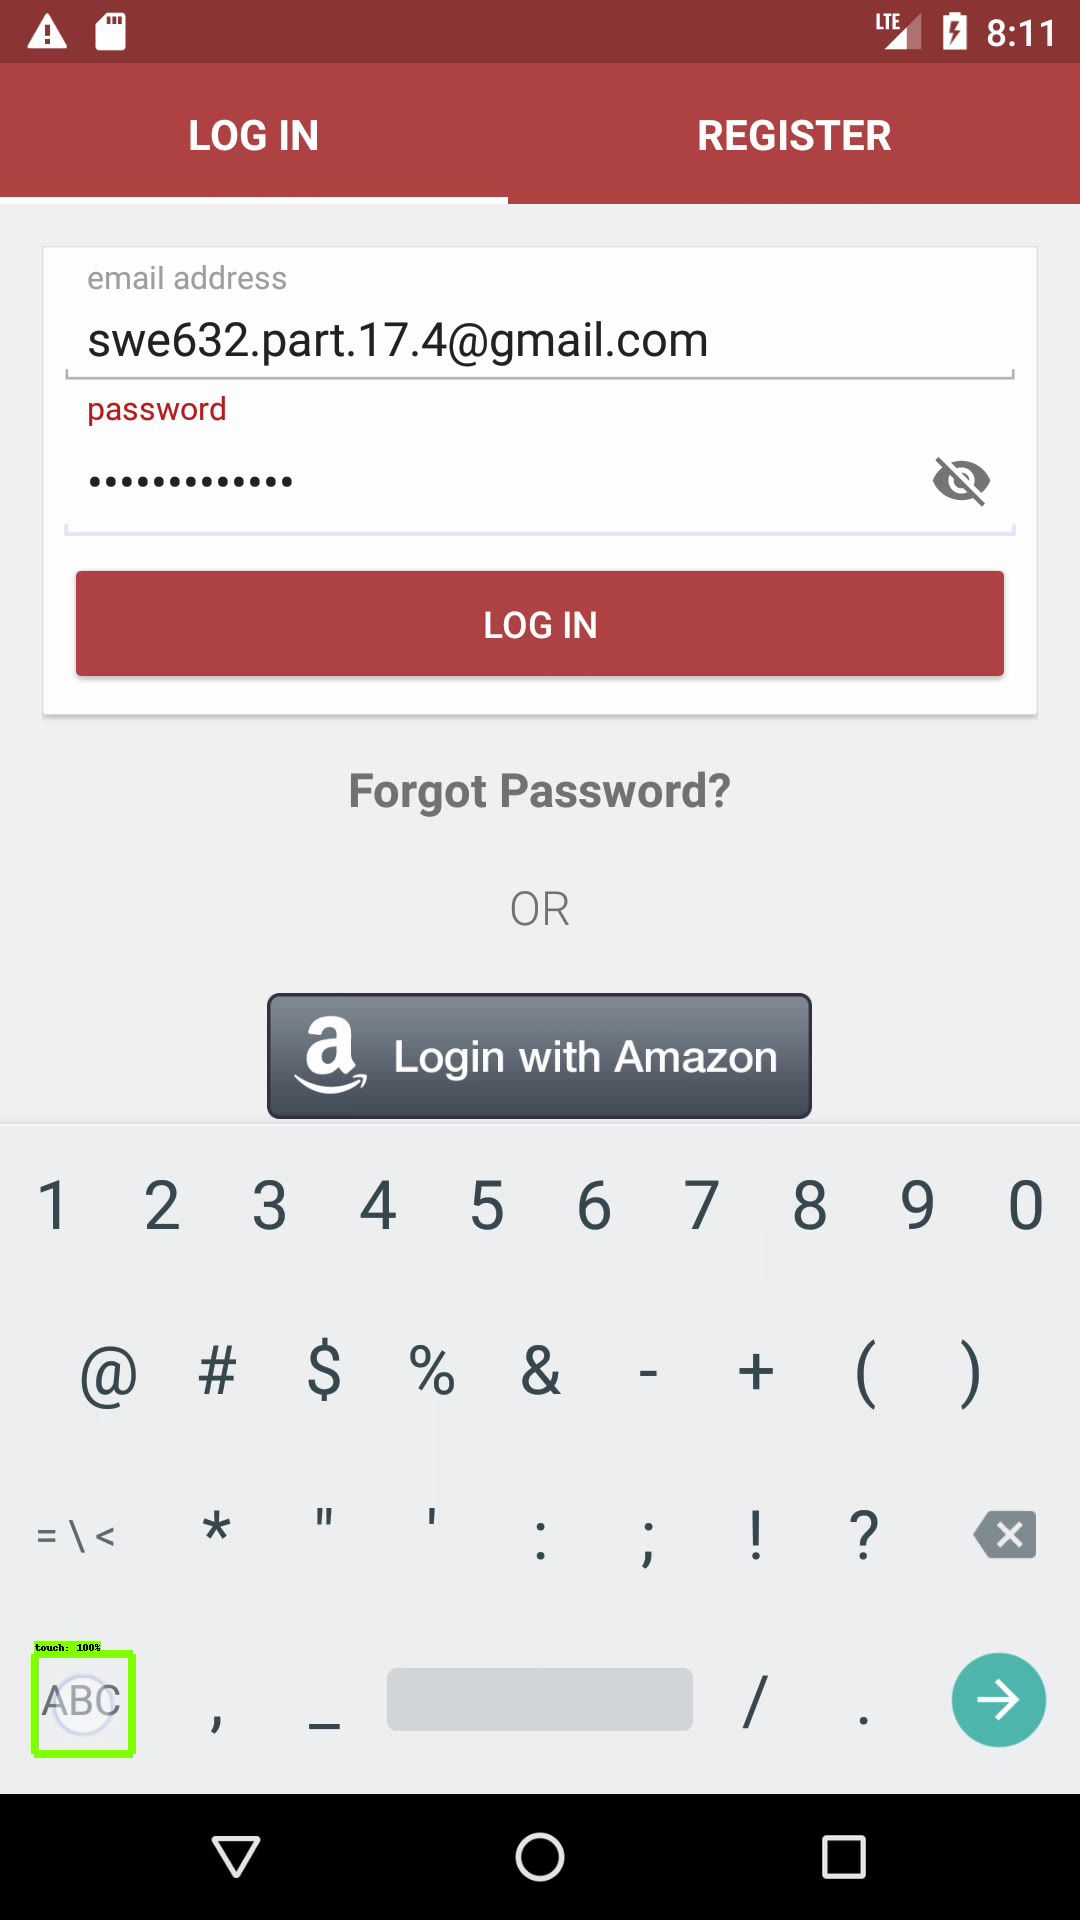 LTE 8:11
LOG IN REGISTER
email address
swe632.part.17.4@gmail.com
password
•••••••••••••
LOG IN
Forgot Password?
OR
a Login with Amazon
1 2 3 4 5 6 7 8 9 0
@ # $ % & - + ( )
= \ < * " ' : ; ! ?
touch: 100%
ABC , _ / .